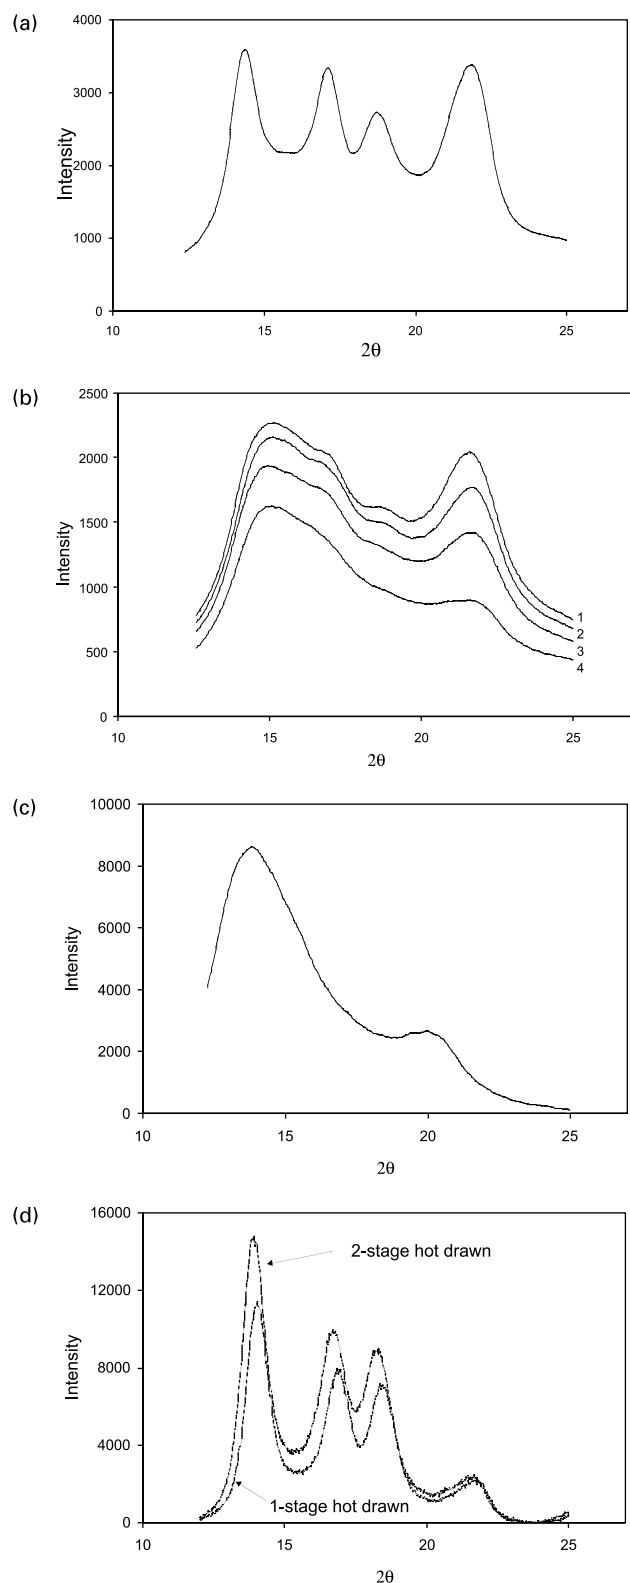 (a)
4000
3000
2000
1000
0
Intensity
10 15 20 25
2θ
(b)
2500
2000
1500
1000
500
0
Intensity
1
2
3
4
10 15 20 25
2θ
(c)
10000
8000
6000
4000
2000
0
Intensity
10 15 20 25
2θ
(d)
16000
12000
8000
4000
0
Intensity
2-stage hot drawn
1-stage hot drawn
10 15 20 25
2θ